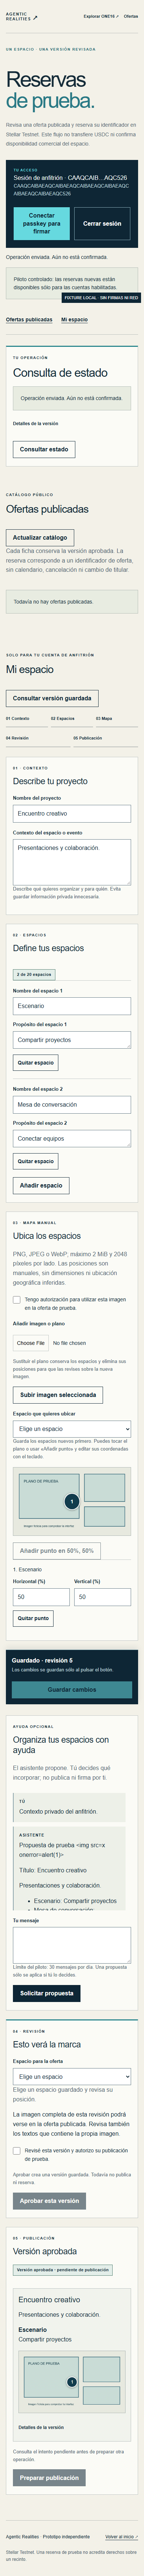 AGENTIC
REALITIES ↗
Explorar ONE16 ↗ Ofertas
UN ESPACIO · UNA VERSIÓN REVISADA
Reservas
de prueba.
Revisa una oferta publicada y reserva su identificador en
Stellar Testnet. Este flujo no transfiere USDC ni confirma
disponibilidad comercial del espacio.
TU ACCESO
Sesión de anfitrión · CAAQCAIB…AQC526
CAAQCAIBAEAQCAIBAEAQCAIBAEAQCAIBAEAQC
AIBAEAQCAIBAEAQC526
Conectar
passkey para
firmar
Cerrar sesión
Operación enviada. Aún no está confirmada.
Piloto controlado: las reservas nuevas están
disponibles sólo para las cuentas habilitadas.
FIXTURE LOCAL · SIN FIRMAS NI RED
Ofertas publicadas Mi espacio
TU OPERACIÓN
Consulta de estado
Operación enviada. Aún no está confirmada.
Detalles de la versión
Consultar estado
CATÁLOGO PÚBLICO
Ofertas publicadas
Actualizar catálogo
Cada ficha conserva la versión aprobada. La
reserva corresponde a un identificador de oferta,
sin calendario, cancelación ni cambio de titular.
Todavía no hay ofertas publicadas.
SOLO PARA TU CUENTA DE ANFITRIÓN
Mi espacio
Consultar versión guardada
01 Contexto 02 Espacios 03 Mapa
04 Revisión 05 Publicación
01 · CONTEXTO
Describe tu proyecto
Nombre del proyecto
Encuentro creativo
Contexto del espacio o evento
Presentaciones y colaboración.
Describe qué quieres organizar y para quién. Evita
guardar información privada innecesaria.
02 · ESPACIOS
Define tus espacios
2 de 20 espacios
Nombre del espacio 1
Escenario
Propósito del espacio 1
Compartir proyectos
Quitar espacio
Nombre del espacio 2
Mesa de conversación
Propósito del espacio 2
Conectar equipos
Quitar espacio
Añadir espacio
03 · MAPA MANUAL
Ubica los espacios
PNG, JPEG o WebP, máximo 2 MiB y 2048
píxeles por lado. Las posiciones son
manuales, sin dimensiones ni ubicación
geográfica inferidas.
Tengo autorización para utilizar esta imagen
en la oferta de prueba.
Añadir imagen o plano
Choose File No file chosen
Sustituir el plano conserva los espacios y elimina sus
posiciones para que las revises sobre la nueva
imagen.
Subir imagen seleccionada
Espacio que quieres ubicar
Elige un espacio
Guarda los espacios nuevos primero. Puedes tocar el
plano o usar «Añadir punto» y editar sus coordenadas
con el teclado.
PLANO DE PRUEBA
1
Añadir punto en 50%, 50%
1. Escenario
Horizontal (%) Vertical (%)
50 50
Quitar punto
Guardado · revisión 5
Los cambios se guardan sólo al pulsar el botón.
Guardar cambios
AYUDA OPCIONAL
Organiza tus espacios con
ayuda
El asistente propone. Tú decides qué
incorporar; no publica ni firma por ti.
TÚ
Contexto privado del anfitrión.
ASISTENTE
Propuesta de prueba <img src=x
onerror=alert(1)>
Título: Encuentro creativo
Presentaciones y colaboración.
• Escenario: Compartir proyectos
• Mesa de conversación:
Tu mensaje
Límite del piloto: 36 mensajes por día. Una propuesta
sólo se aplica si tú lo decides.
Solicitar propuesta
04 · REVISIÓN
Esto verá la marca
Espacio para la oferta
Elige un espacio
Elige un espacio guardado y revisa su
posición.
La imagen completa de esta revisión podrá
verse en la oferta publicada. Revisa también
los textos que contiene la propia imagen.
Revisé esta versión y autorizo su publicación
de prueba.
Aprobar crea una versión guardada. Todavía no publica
ni reserva.
Aprobar esta versión
05 · PUBLICACIÓN
Versión aprobada
Versión aprobada · pendiente de publicación
Encuentro creativo
Presentaciones y colaboración.
Escenario
Compartir proyectos
PLANO DE PRUEBA
1
Detalles de la versión
Consulta el intento pendiente antes de preparar otra
operación.
Preparar publicación
Agentic Realities · Prototipo independiente Volver al inicio ↗
Stellar Testnet. Una reserva de prueba no acredita derechos sobre
un recinto.